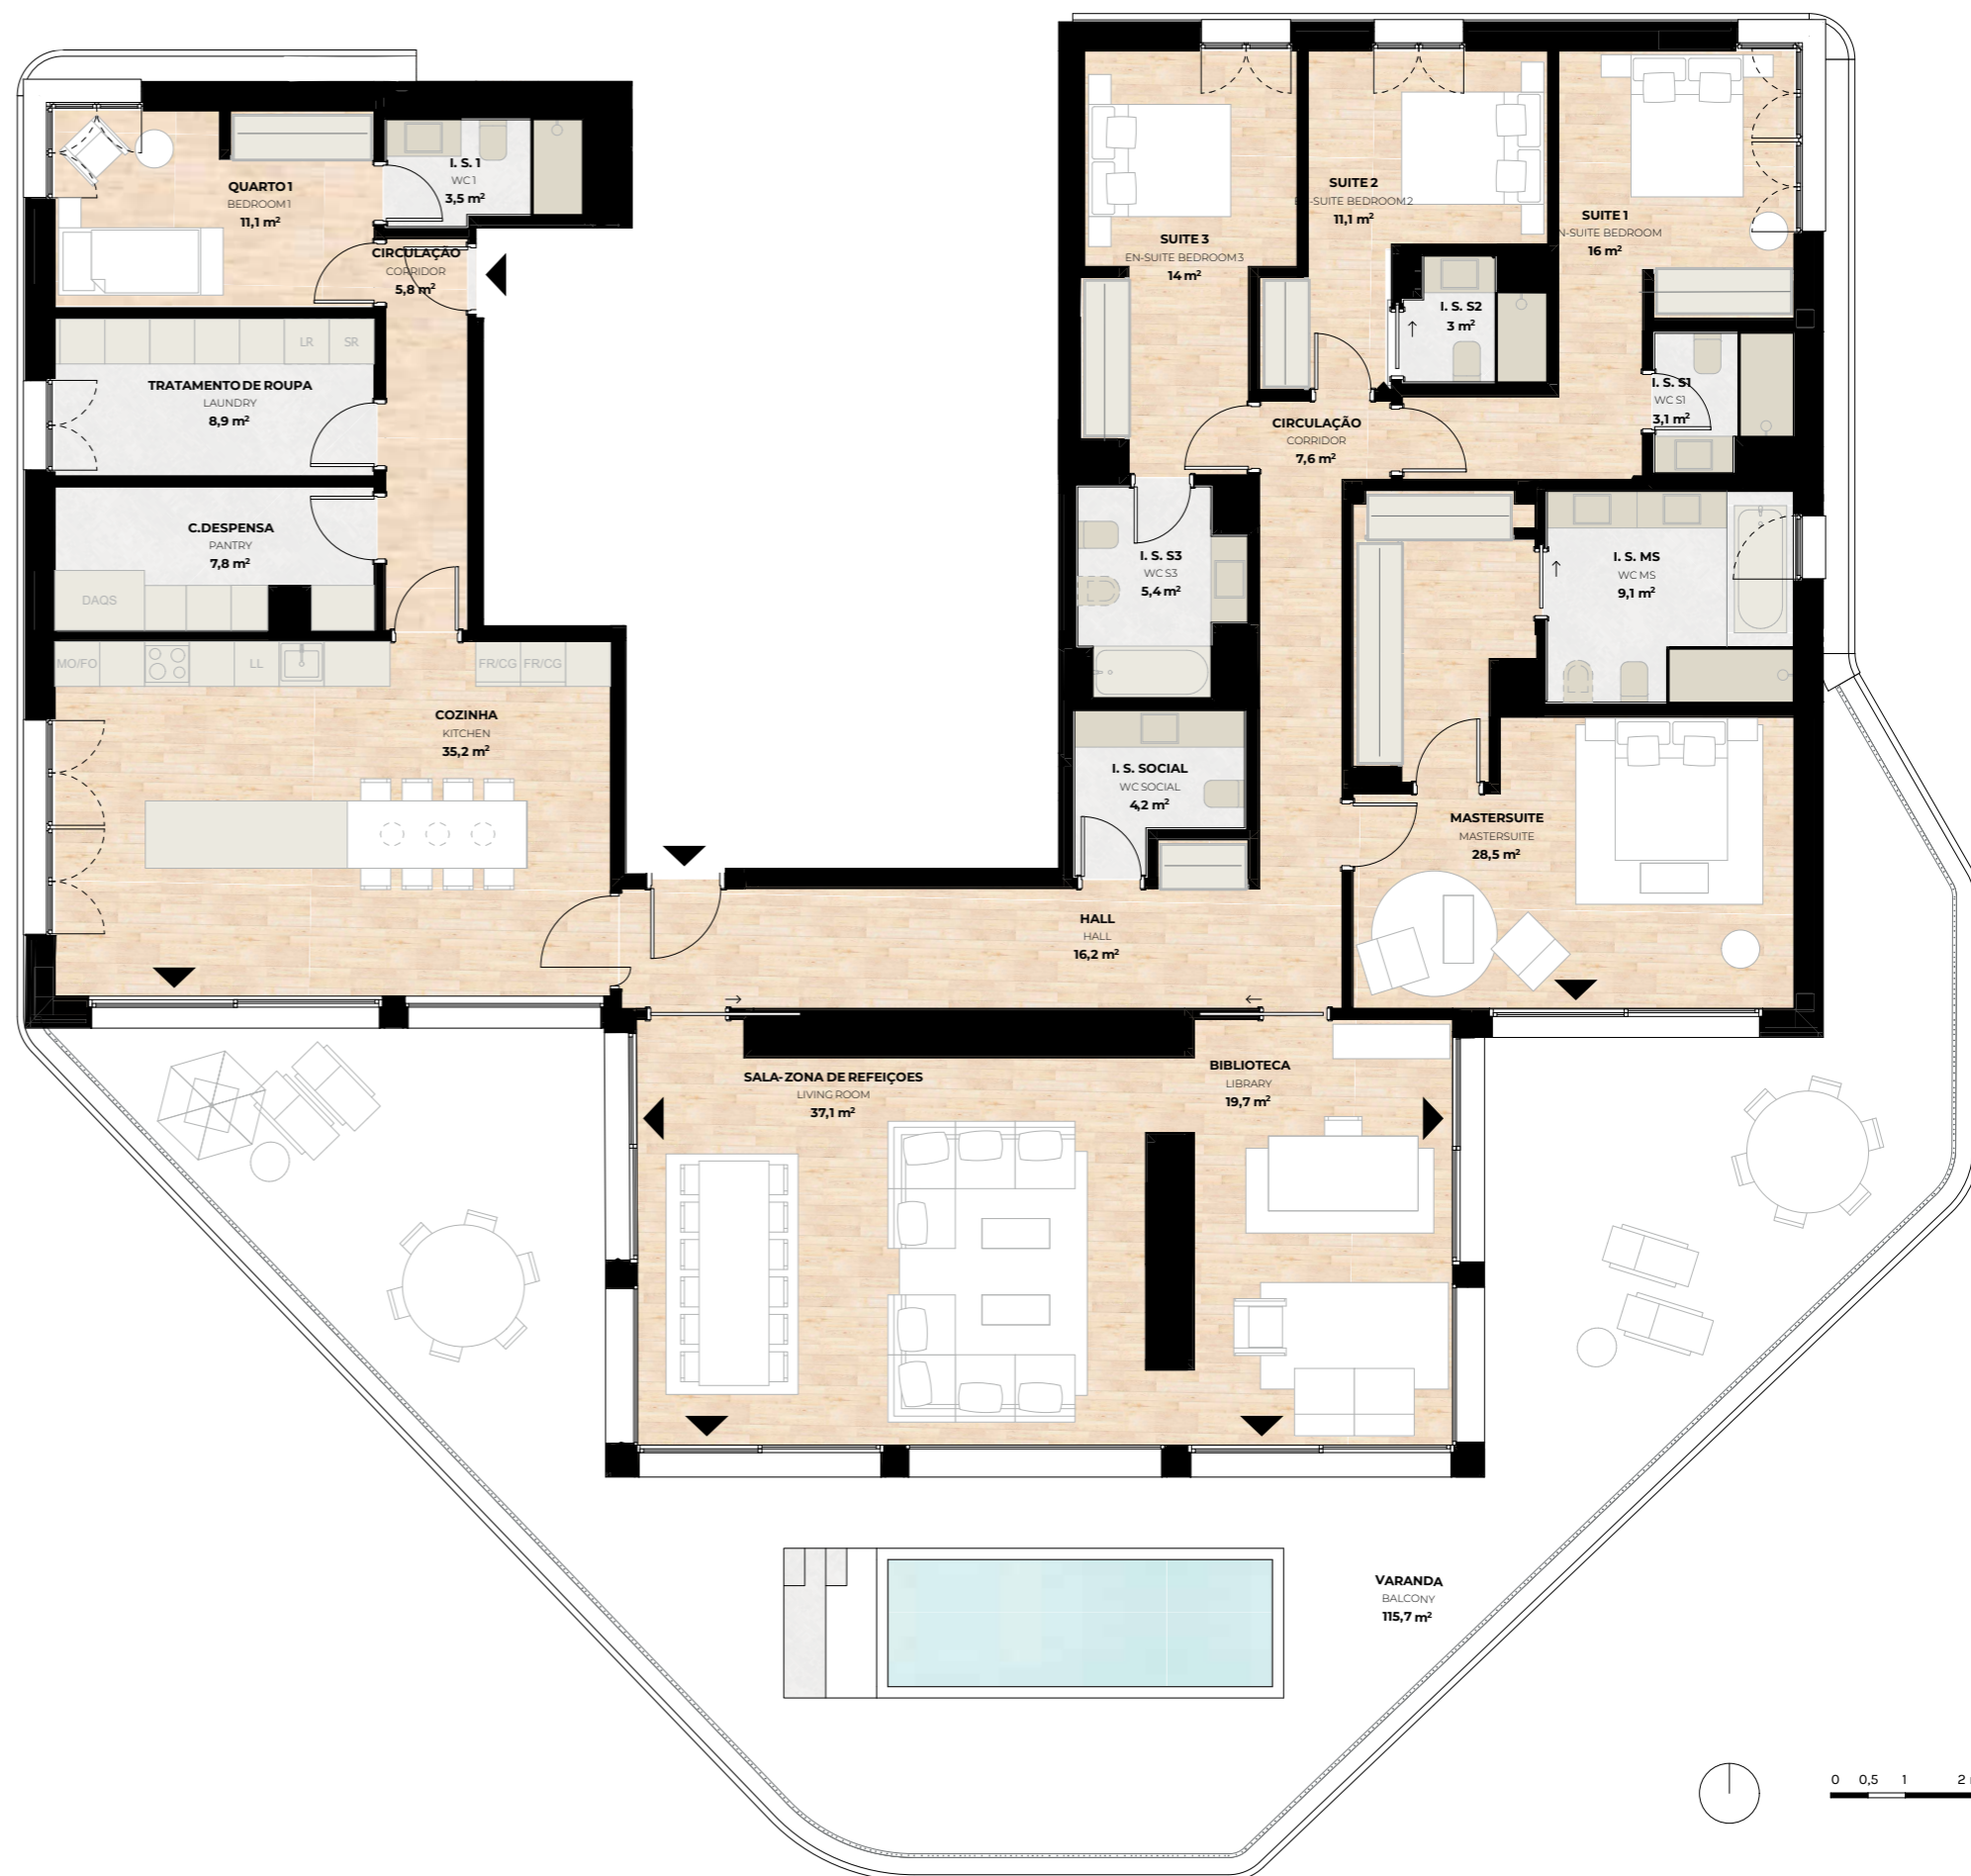 QUARTO 1
BEDROOM 1
11,1 m²
I. S. 1
WC 1
3,5 m²
CIRCULAÇÃO
CORRIDOR
5,8 m²
LR
SR
TRATAMENTO DE ROUPA
LAUNDRY
8,9 m²
C.DESPENSA
PANTRY
7,8 m²
DAQS
MO/FO
LL
FR/CG
FR/CG
COZINHA
KITCHEN
35,2 m²
SUITE 3
EN-SUITE BEDROOM 3
14 m²
SUITE 2
EN-SUITE BEDROOM 2
11,1 m²
SUITE 1
N-SUITE BEDROOM
16 m²
I. S. S2
3 m²
I. S. S1
WC S1
3,1 m²
CIRCULAÇÃO
CORRIDOR
7,6 m²
I. S. S3
WC S3
5,4 m²
I. S. MS
WC MS
9,1 m²
I. S. SOCIAL
WC SOCIAL
4,2 m²
MASTERSUITE
MASTERSUITE
28,5 m²
HALL
HALL
16,2 m²
SALA-ZONA DE REFEIÇOES
LIVING ROOM
37,1 m²
BIBLIOTECA
LIBRARY
19,7 m²
VARANDA
BALCONY
115,7 m²
0 0,5 1 2